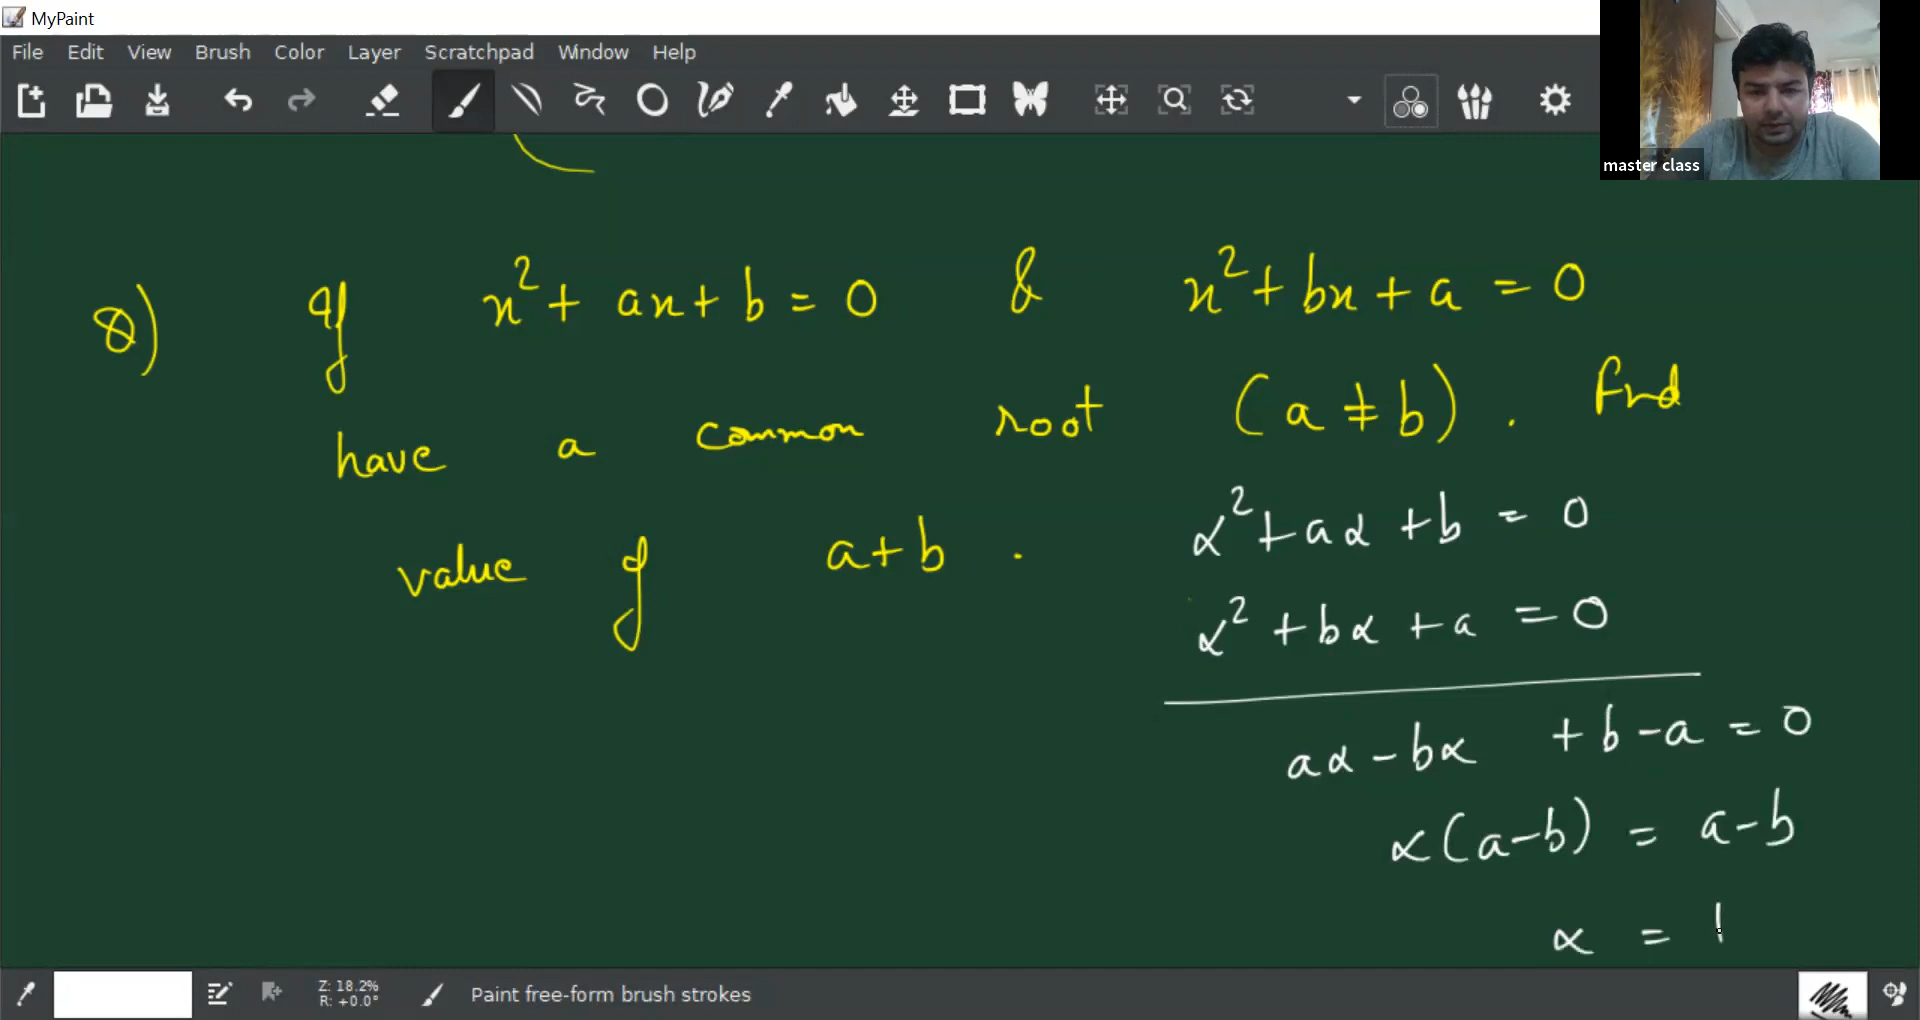 MyPaint
File Edit View Brush Color Layer Scratchpad Window Help
master class
Q) If x² + ax + b = 0 & x² + bx + a = 0
have a common root (a ≠ b). Find
value of a+b.
α² + aα + b = 0
α² + bα + a = 0
aα - bα + b - a = 0
α(a-b) = a-b
α = 1
Z: 18.2%
R: +0.0°
Paint free-form brush strokes